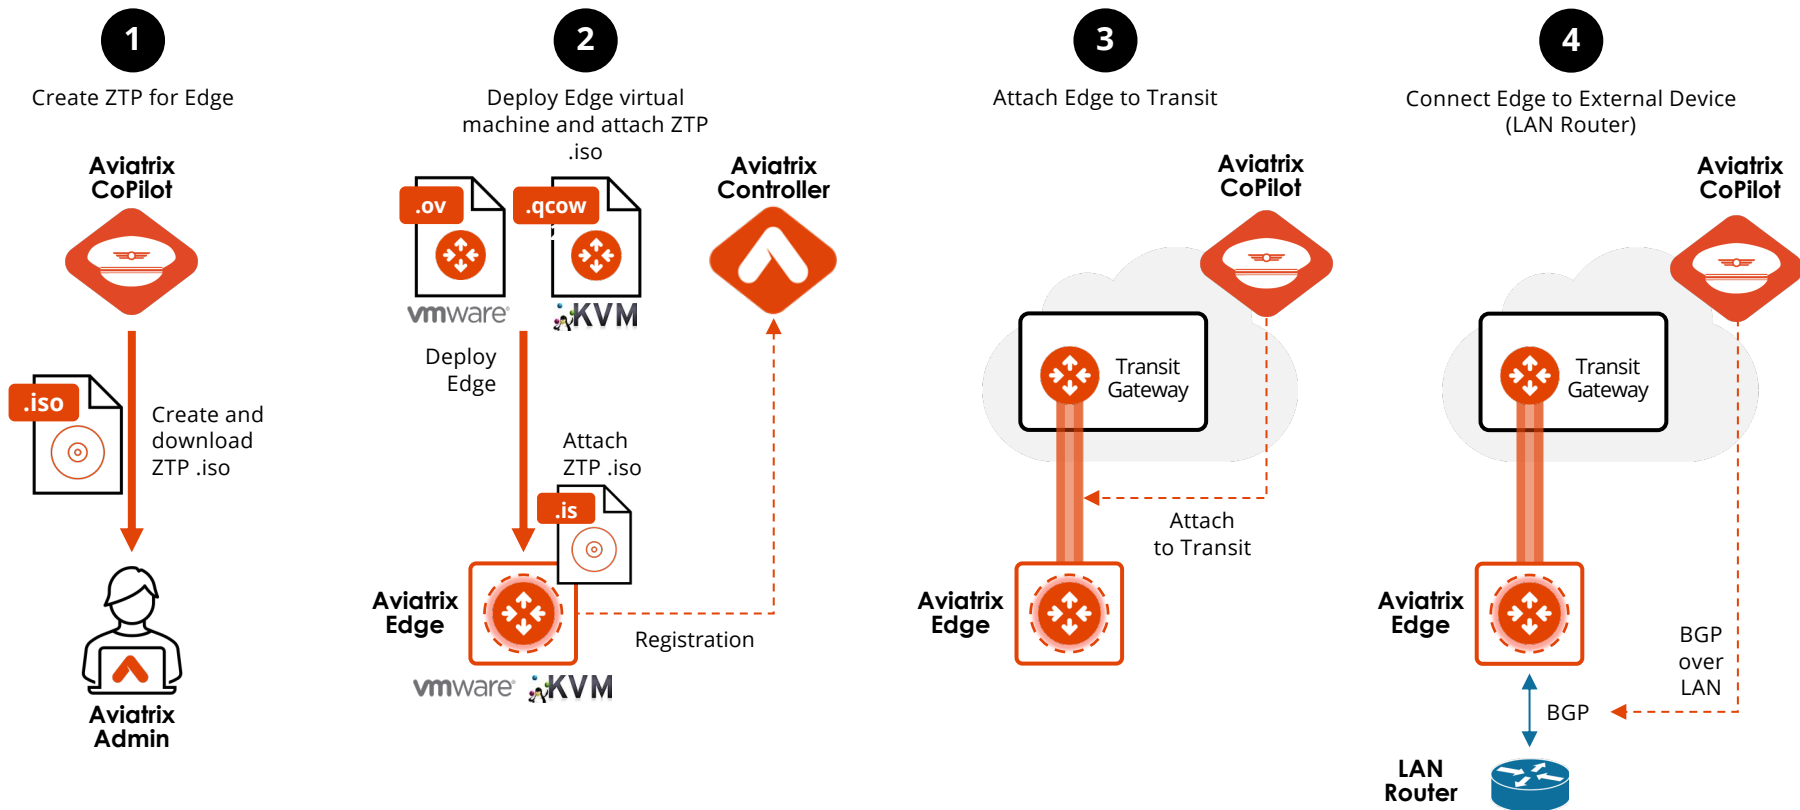 1
Create ZTP for Edge
Aviatrix
CoPilot
.iso
Create and
download
ZTP .iso
Aviatrix
Admin
2
Deploy Edge virtual
machine and attach ZTP
.iso
.ov
.qcow
vmware
KVM
Aviatrix
Controller
Deploy
Edge
Attach
ZTP .iso
.is
Aviatrix
Edge
Registration
vmware
KVM
3
Attach Edge to Transit
Aviatrix
CoPilot
Transit
Gateway
Attach
to Transit
Aviatrix
Edge
4
Connect Edge to External Device
(LAN Router)
Aviatrix
CoPilot
Transit
Gateway
Aviatrix
Edge
BGP
over
LAN
BGP
LAN
Router